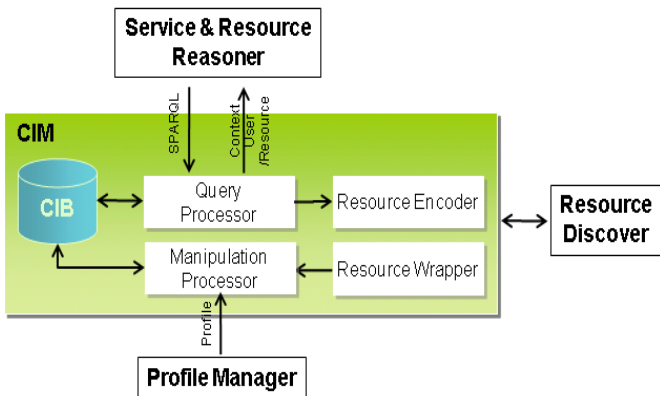 Service & Resource
Reasoner
SPARQL
Context
User
/Resource
CIM
CIB
Query
Processor
Resource Encoder
Resource
Discover
Manipulation
Processor
Resource Wrapper
Profile
Profile Manager